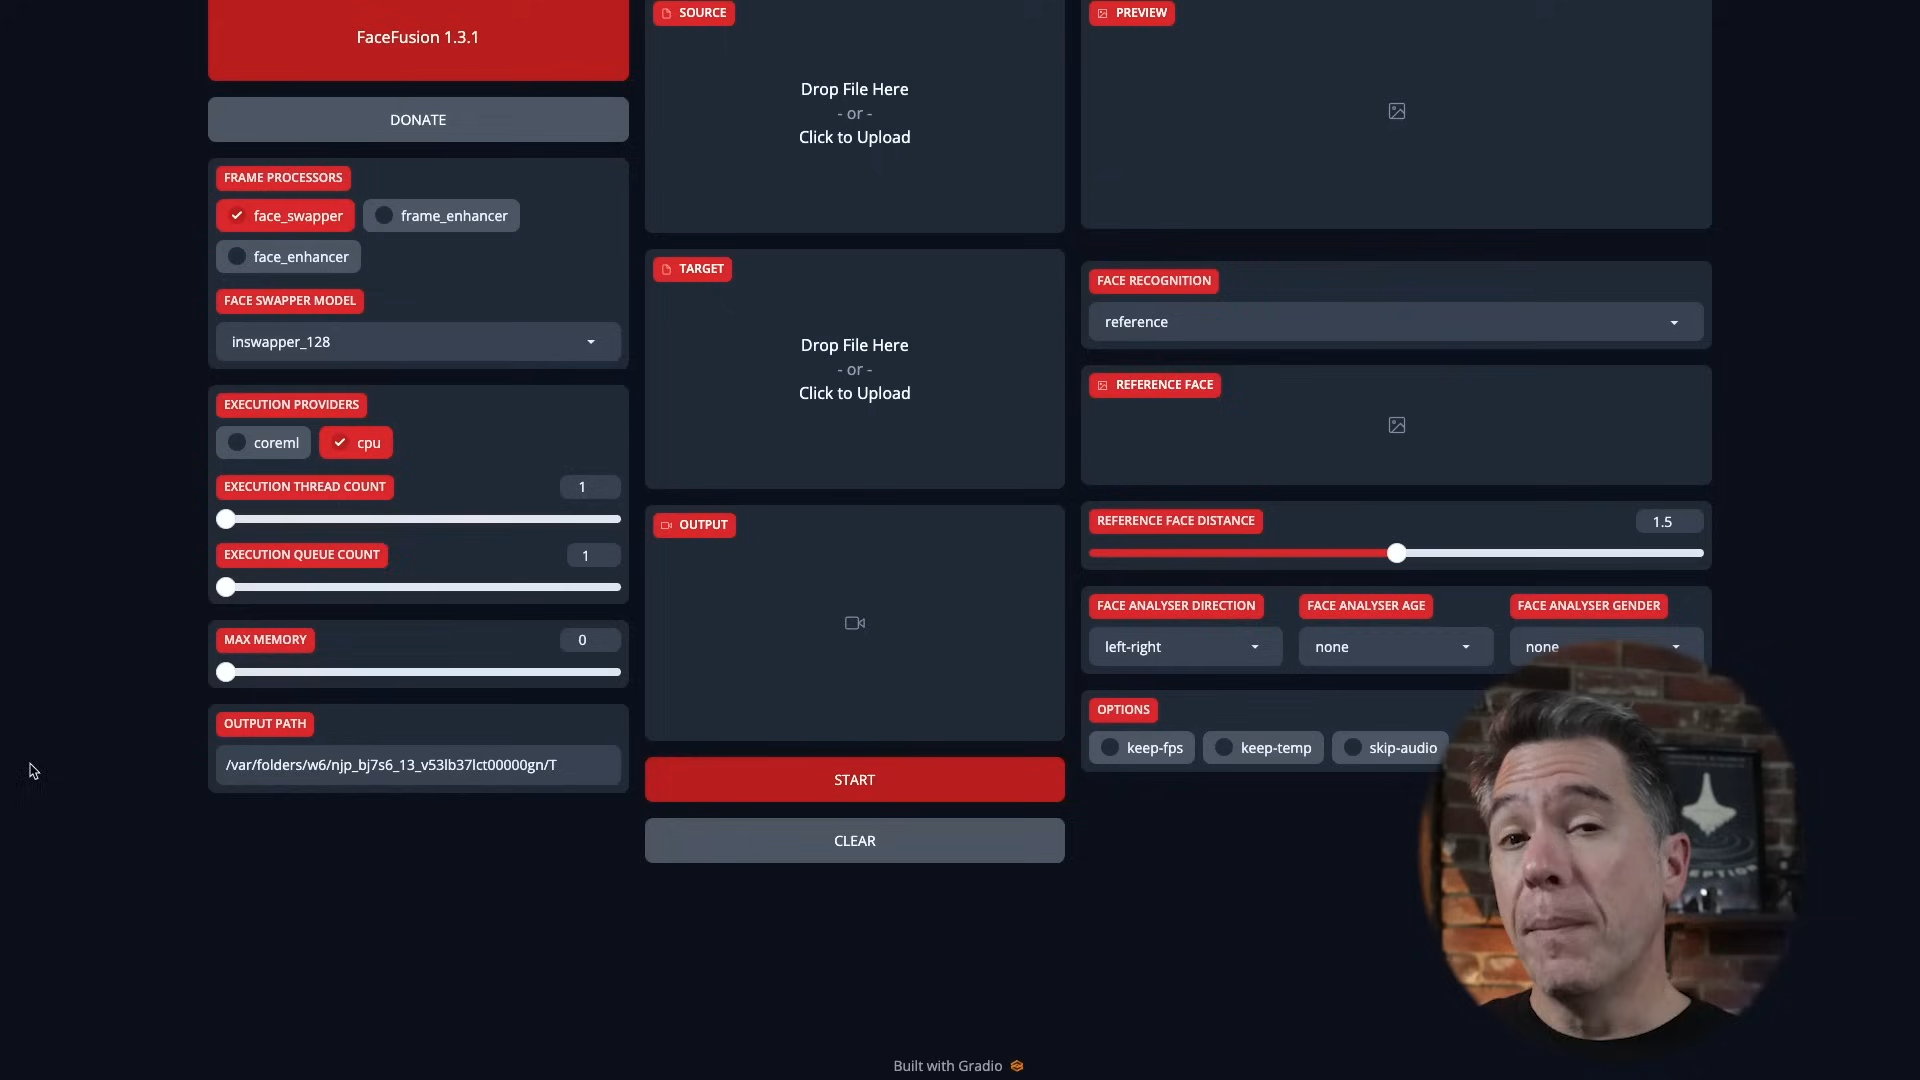 FaceFusion 1.3.1
DONATE
FRAME PROCESSORS
face_swapper
frame_enhancer
face_enhancer
FACE SWAPPER MODEL
inswapper_128
EXECUTION PROVIDERS
coreml
cpu
EXECUTION THREAD COUNT
1
EXECUTION QUEUE COUNT
1
MAX MEMORY
0
OUTPUT PATH
/var/folders/w6/njp_bj7s6_13_v53lb37lct00000gn/T
SOURCE
Drop File Here
- or -
Click to Upload
TARGET
Drop File Here
- or -
Click to Upload
OUTPUT
START
CLEAR
PREVIEW
FACE RECOGNITION
reference
REFERENCE FACE
REFERENCE FACE DISTANCE
1.5
FACE ANALYSER DIRECTION
left-right
FACE ANALYSER AGE
none
FACE ANALYSER GENDER
none
OPTIONS
keep-fps
keep-temp
skip-audio
Built with Gradio